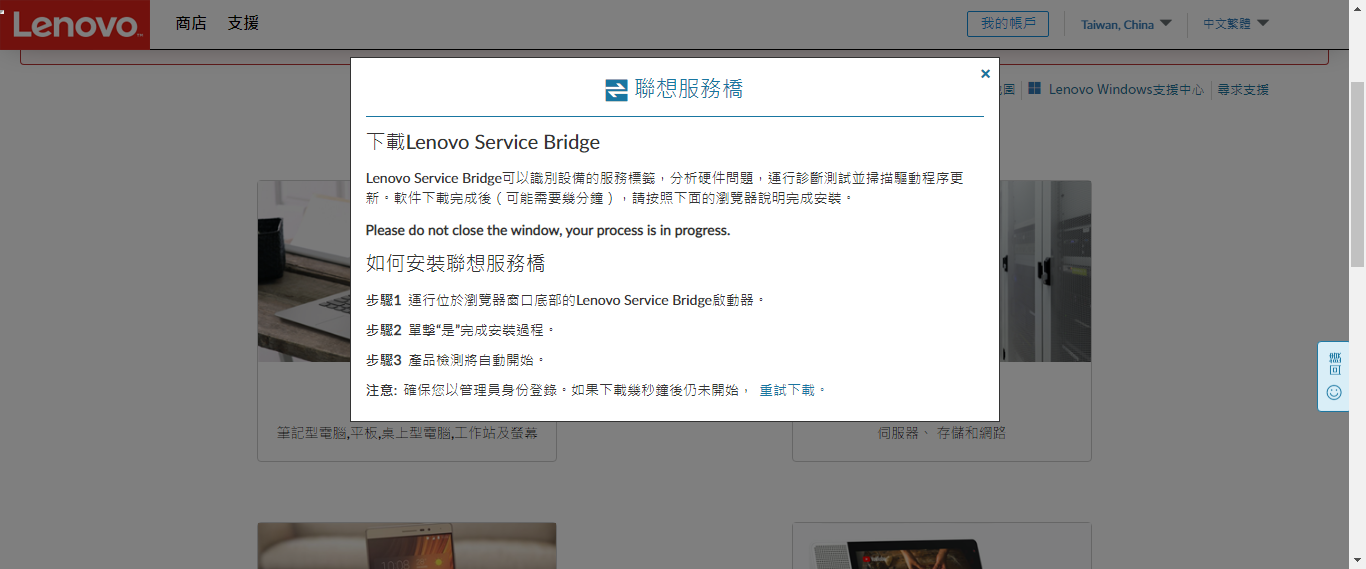 Lenovo™ 商店 支援 我的帳戶 Taiwan, China 中文繁體
Lenovo Windows支援中心 尋求支援
聯想服務橋
下載Lenovo Service Bridge
Lenovo Service Bridge可以識別設備的服務標籤，分析硬件問題，運行診斷測試並掃描驅動程序更
新。軟件下載完成後（可能需要幾分鐘），請按照下面的瀏覽器說明完成安裝。
Please do not close the window, your process is in progress.
如何安裝聯想服務橋
步驟1 運行位於瀏覽器窗口底部的Lenovo Service Bridge啟動器。
步驟2 單擊“是”完成安裝過程。
步驟3 產品檢測將自動開始。
注意: 確保您以管理員身份登錄。如果下載幾秒鐘後仍未開始， 重試下載。
筆記型電腦,平板,桌上型電腦,工作站及螢幕
伺服器、 存儲和網路
YouTube